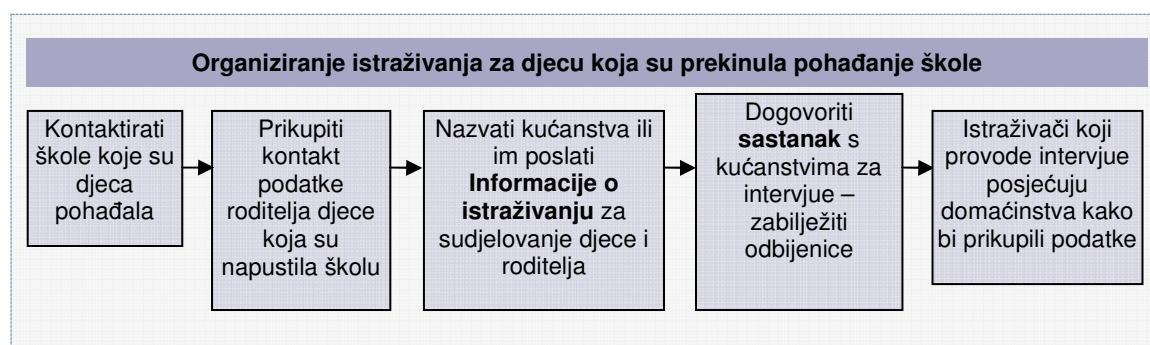 Organiziranje istraživanja za djecu koja su prekinula pohađanje škole
Kontaktirati
škole koje su
djeca
pohađala
Prikupiti
kontakt
podatke
roditelja djece
koja su
napustila školu
Nazvati kućanstva ili
im poslati
Informacije o
istraživanju za
sudjelovanje djece i
roditelja
Dogovoriti
sastanak s
kućanstvima za
intervjue –
zabilježiti
odbijenice
Istraživači koji
provode intervjue
posjećuju
domaćinstva kako
bi prikupili podatke